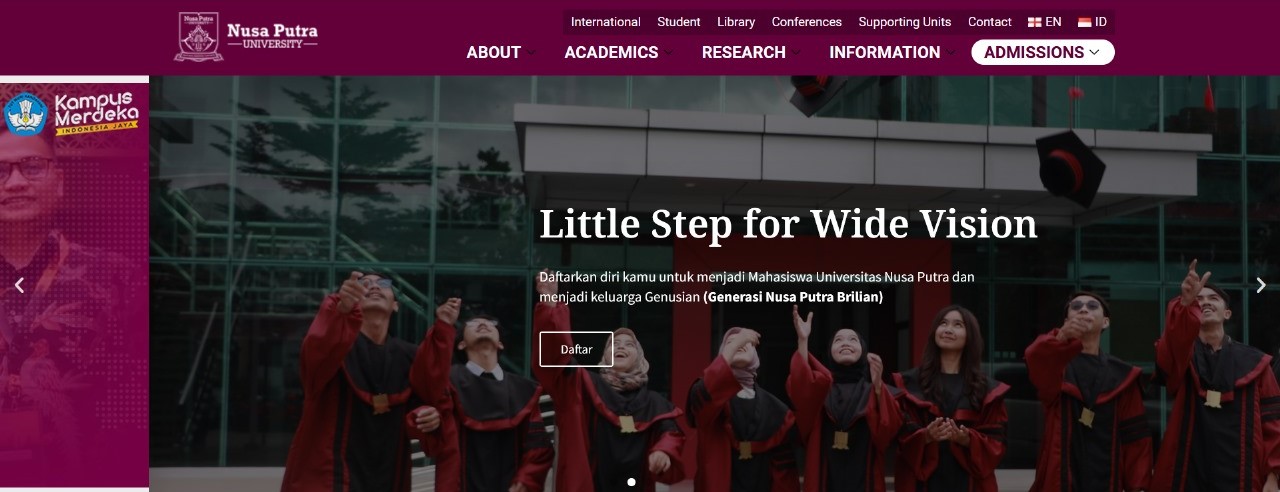 Nusa Putra
UNIVERSITY
Nusa Putra
UNIVERSITY
International Student Library Conferences Supporting Units Contact EN ID
ABOUT ACADEMICS RESEARCH INFORMATION ADMISSIONS
Kampus
Merdeka
INDONESIA JAYA
Little Step for Wide Vision
Daftarkan diri kamu untuk menjadi Mahasiswa Universitas Nusa Putra dan
menjadi keluarga Genusian (Generasi Nusa Putra Brilian)
Daftar